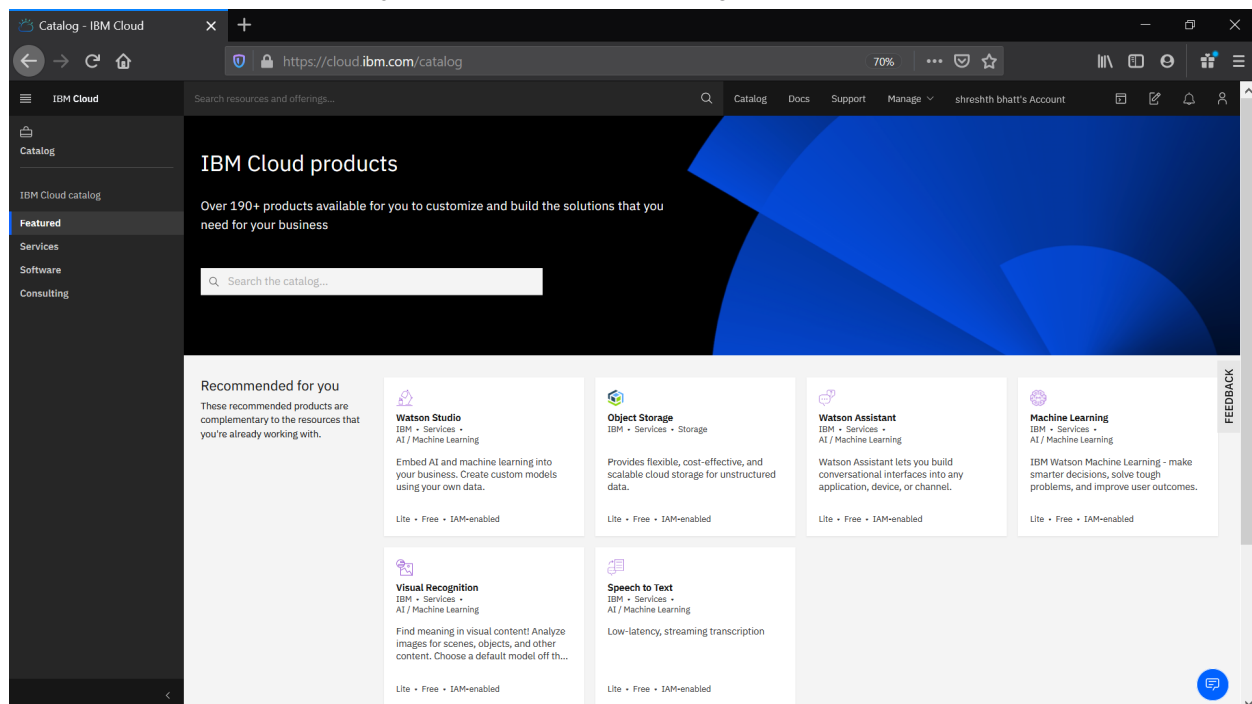 Catalog - IBM Cloud
https://cloud.ibm.com/catalog
70%
IBM Cloud
Search resources and offerings...
Catalog
Docs
Support
Manage
shreshth bhatt's Account
Catalog
IBM Cloud catalog
Featured
Services
Software
Consulting
IBM Cloud products
Over 190+ products available for you to customize and build the solutions that you
need for your business
Search the catalog...
FEEDBACK
Recommended for you
These recommended products are
complementary to the resources that
you're already working with.
Watson Studio
IBM • Services •
AI / Machine Learning
Embed AI and machine learning into
your business. Create custom models
using your own data.
Lite • Free • IAM-enabled
Object Storage
IBM • Services • Storage
Provides flexible, cost-effective, and
scalable cloud storage for unstructured
data.
Lite • Free • IAM-enabled
Watson Assistant
IBM • Services •
AI / Machine Learning
Watson Assistant lets you build
conversational interfaces into any
application, device, or channel.
Lite • Free • IAM-enabled
Machine Learning
IBM • Services •
AI / Machine Learning
IBM Watson Machine Learning - make
smarter decisions, solve tough
problems, and improve user outcomes.
Lite • Free • IAM-enabled
Visual Recognition
IBM • Services •
AI / Machine Learning
Find meaning in visual content! Analyze
images for scenes, objects, and other
content. Choose a default model off th...
Lite • Free • IAM-enabled
Speech to Text
IBM • Services •
AI / Machine Learning
Low-latency, streaming transcription
Lite • Free • IAM-enabled